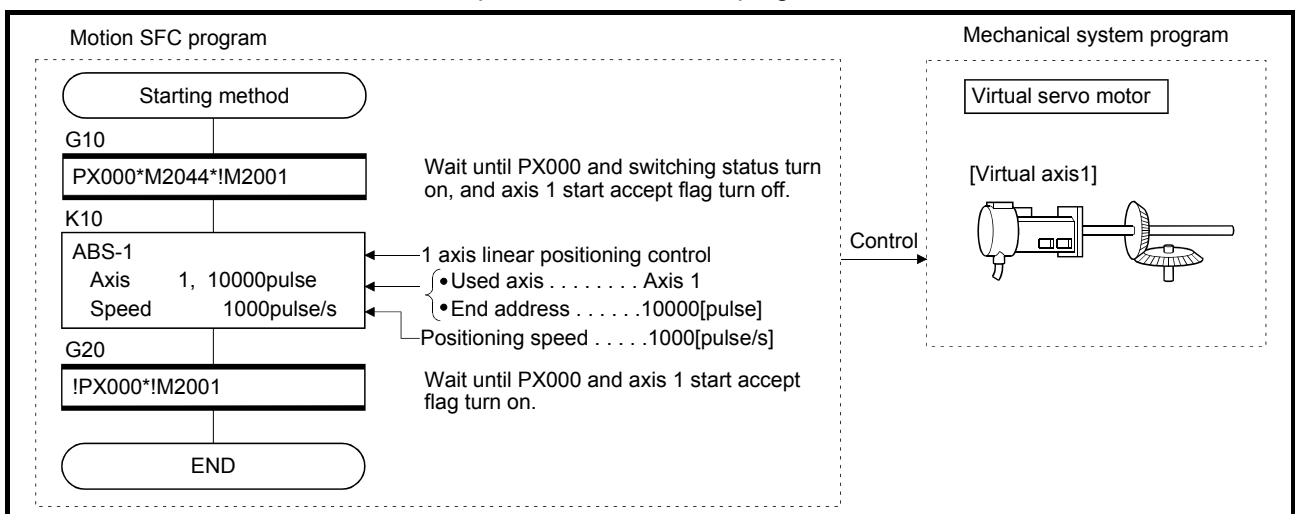 Motion SFC program
Starting method
G10
PX000*M2044*!M2001
Wait until PX000 and switching status turn
on, and axis 1 start accept flag turn off.
K10
ABS-1
Axis 1, 10000pulse
Speed 1000pulse/s
1 axis linear positioning control
•Used axis . . . . . . . . Axis 1
•End address . . . . . .10000[pulse]
Positioning speed . . . . .1000[pulse/s]
G20
!PX000*!M2001
Wait until PX000 and axis 1 start accept
flag turn on.
END
Control
Mechanical system program
Virtual servo motor
[Virtual axis1]